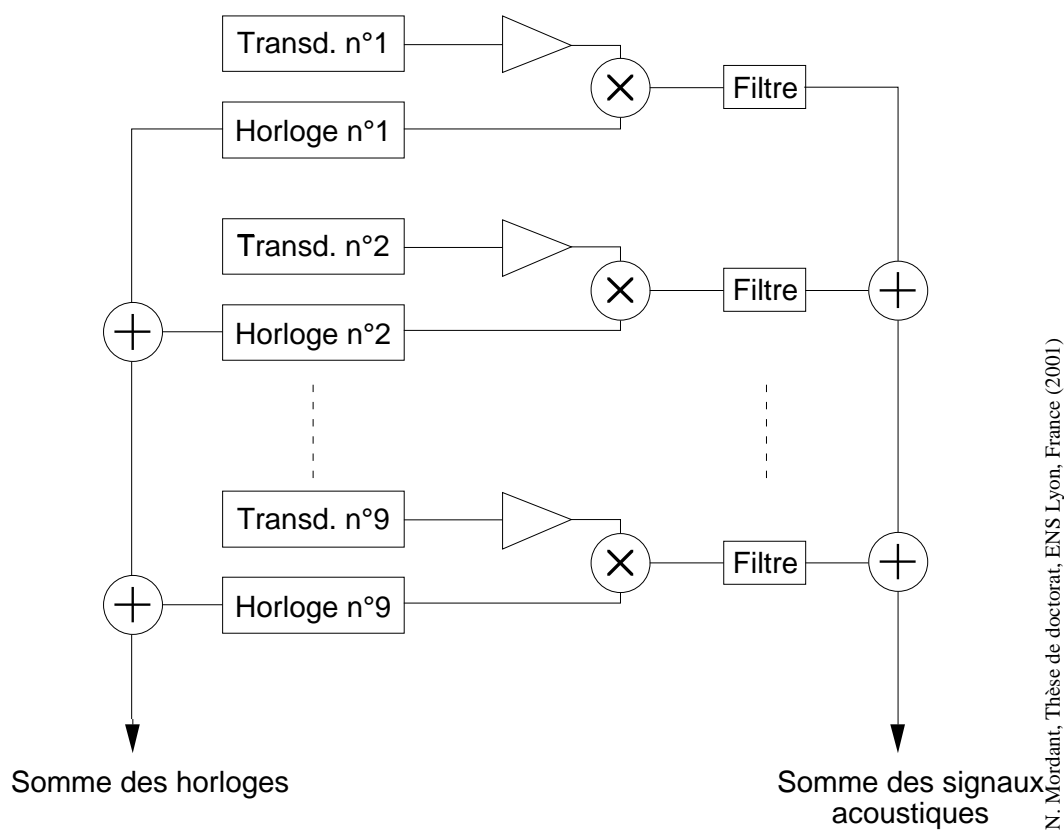 Transd. n°1
Horloge n°1
Filtre
Transd. n°2
Horloge n°2
Filtre
Transd. n°9
Horloge n°9
Filtre
Somme des horloges
Somme des signaux
acoustiques
N. Mordant, Thèse de doctorat, ENS Lyon, France (2001)